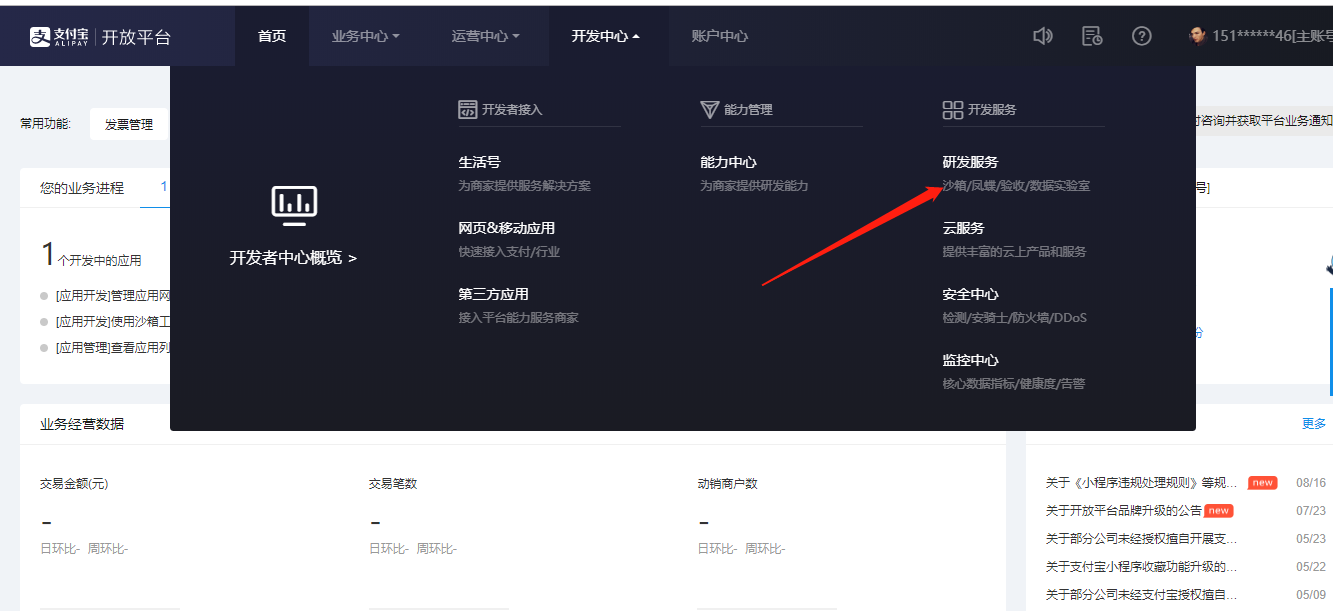 支付宝 ALIPAY 开放平台 首页 业务中心 运营中心 开发中心 账户中心 151******46[主账号
常用功能: 发票管理
时咨询并获取平台业务通知
您的业务进程 1
号]
1个开发中的应用
[应用开发]管理应用网
[应用开发]使用沙箱工
[应用管理]查看应用列
开发者中心概览 >
开发者接入
生活号
为商家提供服务解决方案
网页&移动应用
快速接入支付/行业
第三方应用
接入平台能力服务商家
能力管理
能力中心
为商家提供研发能力
开发服务
研发服务
沙箱/凤蝶/验收/数据实验室
云服务
提供丰富的云上产品和服务
安全中心
检测/安骑士/防火墙/DDoS
监控中心
核心数据指标/健康度/告警
份
业务经营数据
更多
交易金额(元) 交易笔数 动销商户数
- - -
日环比- 周环比- 日环比- 周环比- 日环比- 周环比-
关于《小程序违规处理规则》等规... new 08/16
关于开放平台品牌升级的公告 new 07/23
关于部分公司未经授权擅自开展支... 05/23
关于支付宝小程序收藏功能升级的... 05/22
关于部分公司未经支付宝授权擅自... 05/09